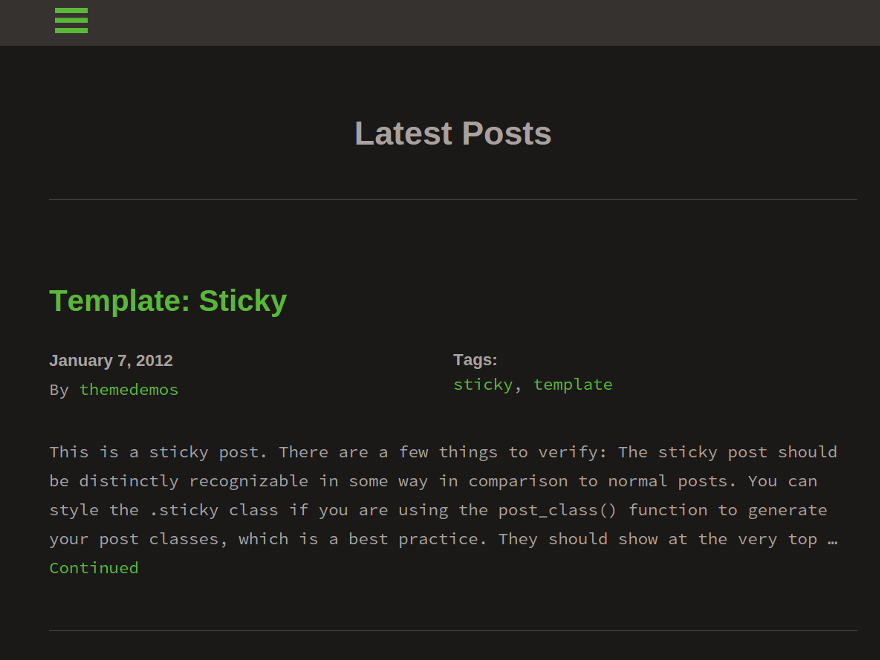 Latest Posts
Template: Sticky
January 7, 2012
By themedemos
Tags:
sticky, template
This is a sticky post. There are a few things to verify: The sticky post should
be distinctly recognizable in some way in comparison to normal posts. You can
style the .sticky class if you are using the post_class() function to generate
your post classes, which is a best practice. They should show at the very top …
Continued